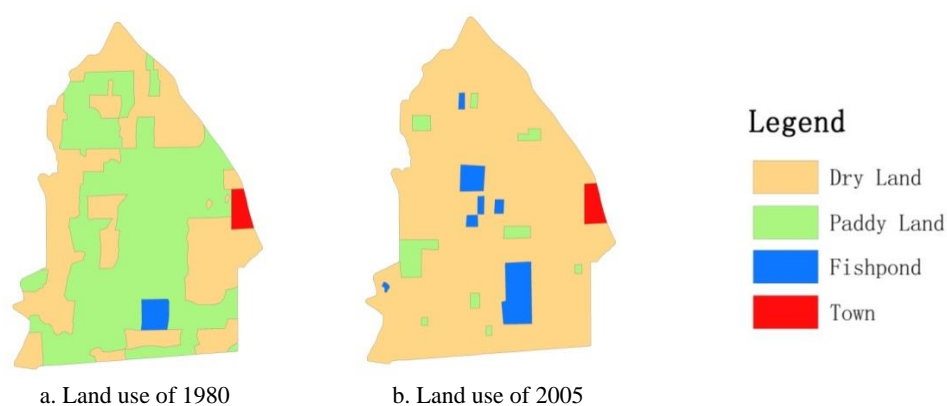 Legend
Dry Land
Paddy Land
Fishpond
Town
a. Land use of 1980
b. Land use of 2005